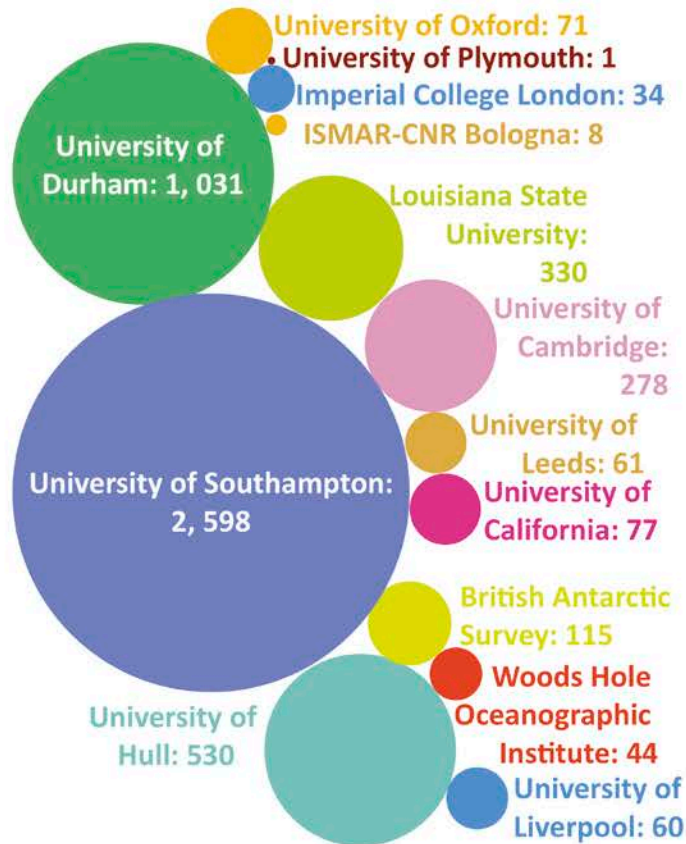 University of Oxford: 71
University of Plymouth: 1
Imperial College London: 34
ISMAR-CNR Bologna: 8
University of
Durham: 1, 031
Louisiana State
University:
330
University of
Cambridge:
278
University of
Leeds: 61
University of Southampton:
2, 598
University of
California: 77
British Antarctic
Survey: 115
Woods Hole
Oceanographic
Institute: 44
University of
Hull: 530
University of
Liverpool: 60